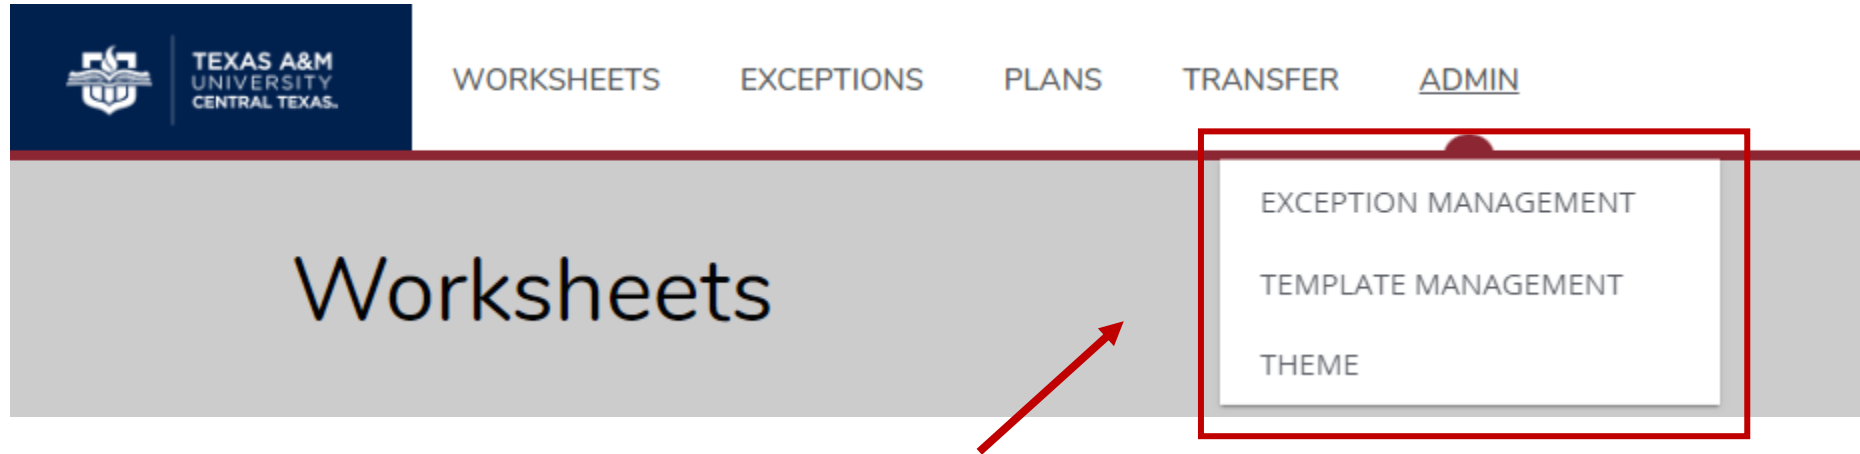 TEXAS A&M
UNIVERSITY
CENTRAL TEXAS.
WORKSHEETS EXCEPTIONS PLANS TRANSFER ADMIN
EXCEPTION MANAGEMENT
TEMPLATE MANAGEMENT
THEME
Worksheets